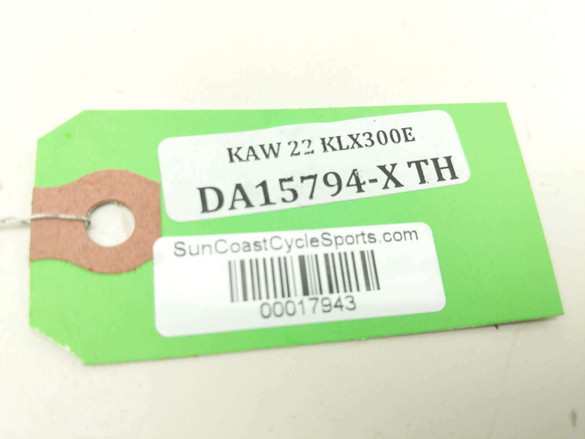 KAW 22 KLX300E
DA15794-X TH
SunCoastCycleSports.com
00017943